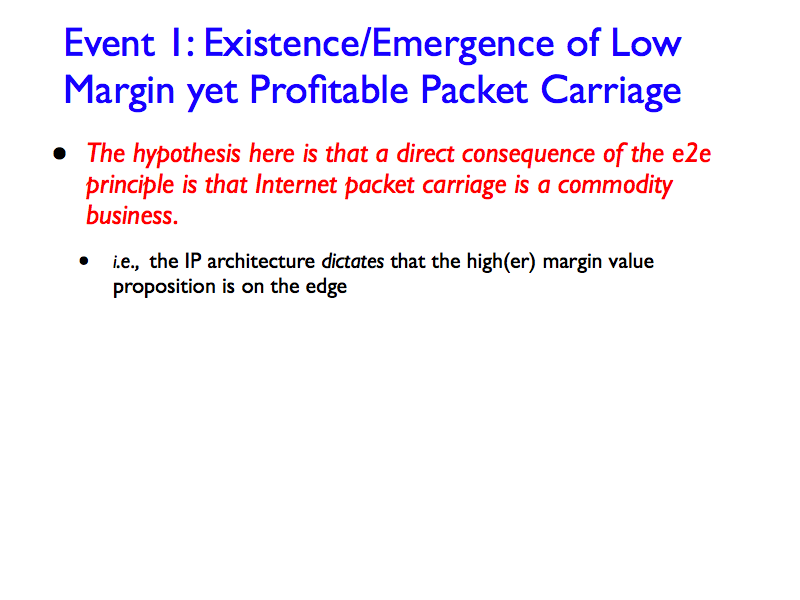 Event 1: Existence/Emergence of Low
Margin yet Profitable Packet Carriage
• The hypothesis here is that a direct consequence of the e2e
principle is that Internet packet carriage is a commodity
business.
• i.e., the IP architecture dictates that the high(er) margin value
proposition is on the edge